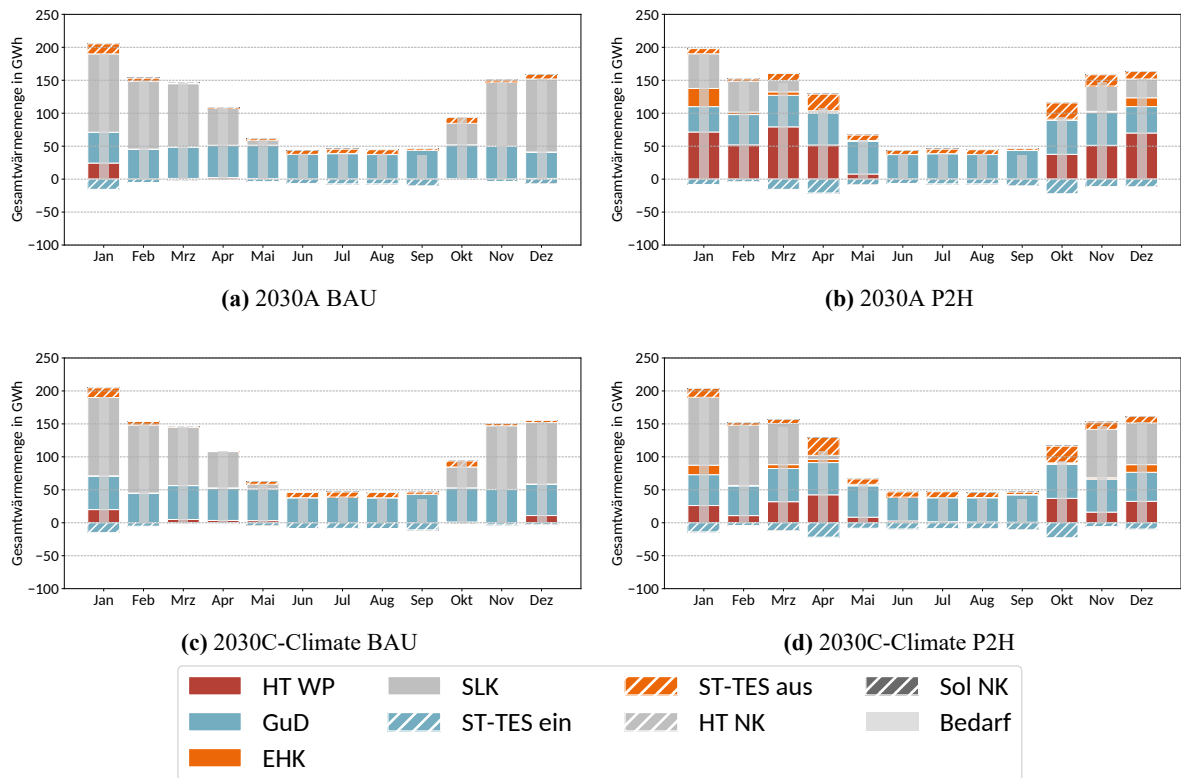 Gesamtwärmemenge in GWh
250
200
150
100
50
0
−50
−100
Jan Feb Mrz Apr Mai Jun Jul Aug Sep Okt Nov Dez
(a) 2030A BAU
Gesamtwärmemenge in GWh
250
200
150
100
50
0
−50
−100
Jan Feb Mrz Apr Mai Jun Jul Aug Sep Okt Nov Dez
(b) 2030A P2H
Gesamtwärmemenge in GWh
250
200
150
100
50
0
−50
−100
Jan Feb Mrz Apr Mai Jun Jul Aug Sep Okt Nov Dez
(c) 2030C-Climate BAU
Gesamtwärmemenge in GWh
250
200
150
100
50
0
−50
−100
Jan Feb Mrz Apr Mai Jun Jul Aug Sep Okt Nov Dez
(d) 2030C-Climate P2H
HT WP SLK ST-TES aus Sol NK
GuD ST-TES ein HT NK Bedarf
EHK